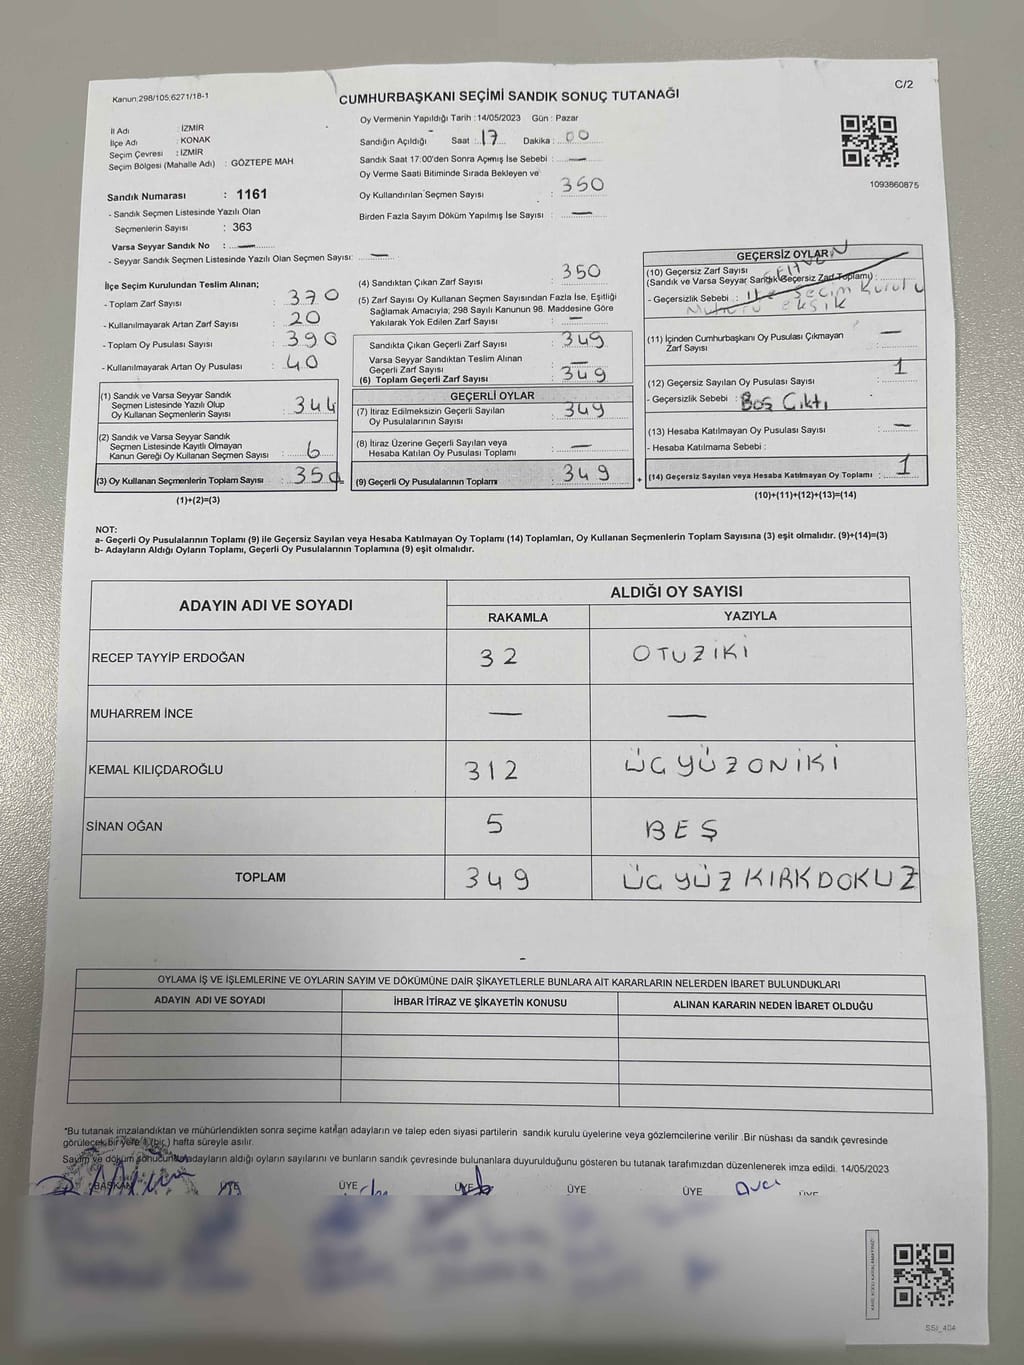 Kanun:298/105,6271/18-1
C/2
CUMHURBAŞKANI SEÇİMİ SANDIK SONUÇ TUTANAĞI
İl Adı : İZMİR
İlçe Adı : KONAK
Seçim Çevresi : İZMİR
Seçim Bölgesi (Mahalle Adı) : GÖZTEPE MAH
Sandık Numarası : 1161
- Sandık Seçmen Listesinde Yazılı Olan
Seçmenlerin Sayısı : 363
Varsa Seyyar Sandık No : —
- Seyyar Sandık Seçmen Listesinde Yazılı Olan Seçmen Sayısı: —
Oy Vermenin Yapıldığı Tarih : 14/05/2023 Gün : Pazar
Sandığın Açıldığı Saat : 17 Dakika : 00
Sandık Saat 17:00'den Sonra Açımış İse Sebebi : —
Oy Verme Saati Bitiminde Sırada Bekleyen ve
Oy Kullandırılan Seçmen Sayısı : 350
Birden Fazla Sayım Döküm Yapılmış İse Sayısı : —
1093860875
İlçe Seçim Kurulundan Teslim Alınan;
- Toplam Zarf Sayısı : 370
- Kullanılmayarak Artan Zarf Sayısı : 20
- Toplam Oy Pusulası Sayısı : 390
- Kullanılmayarak Artan Oy Pusulası : 40
(1) Sandık ve Varsa Seyyar Sandık
Seçmen Listesinde Yazılı Olup
Oy Kullanan Seçmenlerin Sayısı : 344
(2) Sandık ve Varsa Seyyar Sandık
Seçmen Listesinde Kayıtlı Olmayan
Kanun Gereği Oy Kullanan Seçmen Sayısı : 6
(3) Oy Kullanan Seçmenlerin Toplam Sayısı : 350
(1)+(2)=(3)
(4) Sandıktan Çıkan Zarf Sayısı : 350
(5) Zarf Sayısı Oy Kullanan Seçmen Sayısından Fazla İse, Eşitliği
Sağlamak Amacıyla; 298 Sayılı Kanunun 98. Maddesine Göre
Yakılarak Yok Edilen Zarf Sayısı : —
Sandıkta Çıkan Geçerli Zarf Sayısı : 349
Varsa Seyyar Sandıktan Teslim Alınan
Geçerli Zarf Sayısı : —
(6) Toplam Geçerli Zarf Sayısı : 349
GEÇERLİ OYLAR
(7) İtiraz Edilmeksizin Geçerli Sayılan
Oy Pusulalarının Sayısı : 349
(8) İtiraz Üzerine Geçerli Sayılan veya
Hesaba Katılan Oy Pusulası Toplamı : —
(9) Geçerli Oy Pusulalarının Toplamı : 349
+
GEÇERSİZ OYLAR
SEHVEN
(10) Geçersiz Zarf Sayısı
(Sandık ve Varsa Seyyar Sandık Geçersiz Zarf Toplamı) :
- Geçersizlik Sebebi : İlçe Seçim Kurulu
Mührü eksik
(11) İçinden Cumhurbaşkanı Oy Pusulası Çıkmayan
Zarf Sayısı : —
(12) Geçersiz Sayılan Oy Pusulası Sayısı : 1
- Geçersizlik Sebebi : Boş Çıktı
(13) Hesaba Katılmayan Oy Pusulası Sayısı : —
- Hesaba Katılmama Sebebi :
(14) Geçersiz Sayılan veya Hesaba Katılmayan Oy Toplamı : 1
(10)+(11)+(12)+(13)=(14)
NOT:
a- Geçerli Oy Pusulalarının Toplamı (9) ile Geçersiz Sayılan veya Hesaba Katılmayan Oy Toplamı (14) Toplamları, Oy Kullanan Seçmenlerin Toplam Sayısına (3) eşit olmalıdır. (9)+(14)=(3)
b- Adayların Aldığı Oyların Toplamı, Geçerli Oy Pusulalarının Toplamına (9) eşit olmalıdır.
ADAYIN ADI VE SOYADI
ALDIĞI OY SAYISI
RAKAMLA YAZIYLA
RECEP TAYYİP ERDOĞAN 32 OTUZİKİ
MUHARREM İNCE — —
KEMAL KILIÇDAROĞLU 312 ÜÇYÜZONİKİ
SİNAN OĞAN 5 BEŞ
TOPLAM 349 ÜÇYÜZKIRKDOKUZ
OYLAMA İŞ VE İŞLEMLERİNE VE OYLARIN SAYIM VE DÖKÜMÜNE DAİR ŞİKAYETLERLE BUNLARA AİT KARARLARIN NELERDEN İBARET BULUNDUKLARI
ADAYIN ADI VE SOYADI İHBAR İTİRAZ VE ŞİKAYETİN KONUSU ALINAN KARARIN NEDEN İBARET OLDUĞU
*Bu tutanak imzalandıktan ve mühürlendikten sonra seçime katılan adayların ve talep eden siyasi partilerin sandık kurulu üyelerine veya gözlemcilerine verilir .Bir nüshası da sandık çevresinde
görülecek bir yere 1 (bir ) hafta süreyle asılır.
Sayım ve döküm sonucunda adayların aldığı oyların sayılarını ve bunların sandık çevresinde bulunanlara duyurulduğunu gösteren bu tutanak tarafımızdan düzenlenerek imza edildi. 14/05/2023
BAŞKAN ÜYE ÜYE ÜYE ÜYE ÜYE ÜYE
SSİ_404